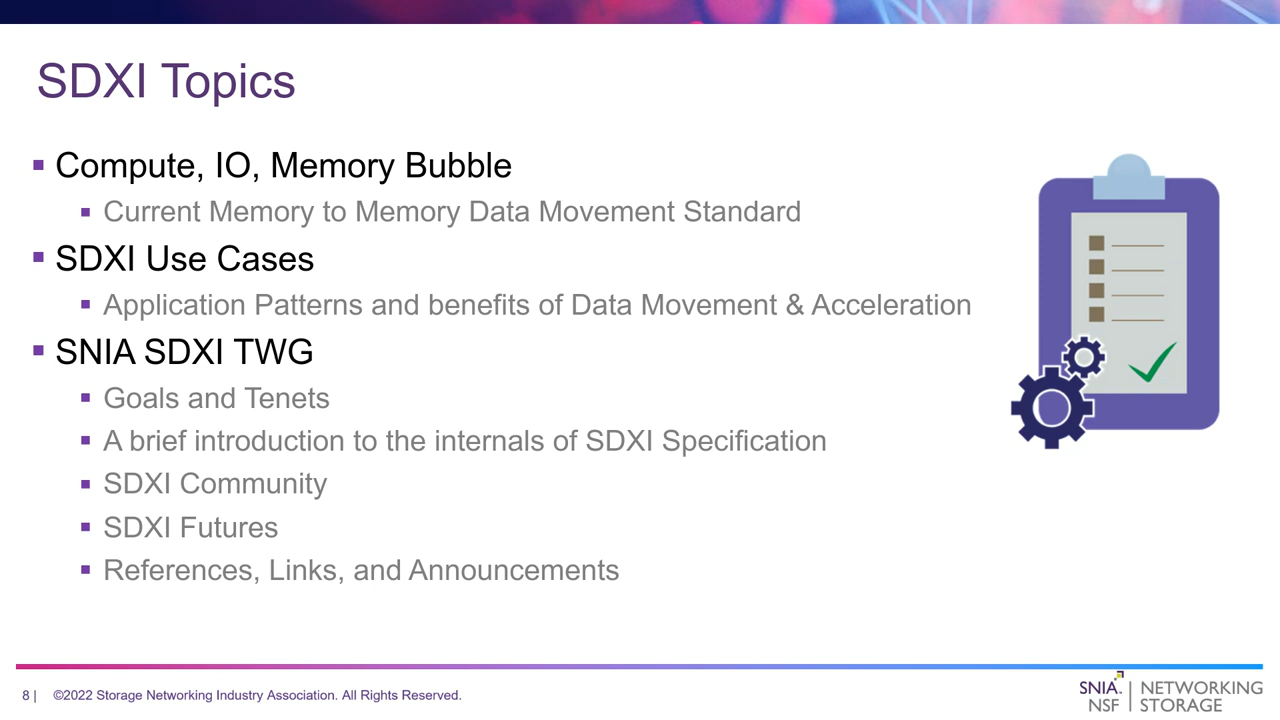 SDXI Topics
Compute, IO, Memory Bubble
Current Memory to Memory Data Movement Standard
SDXI Use Cases
Application Patterns and benefits of Data Movement & Acceleration
SNIA SDXI TWG
Goals and Tenets
A brief introduction to the internals of SDXI Specification
SDXI Community
SDXI Futures
References, Links, and Announcements
8 | ©2022 Storage Networking Industry Association. All Rights Reserved.
SNIA. | NETWORKING
NSF | STORAGE